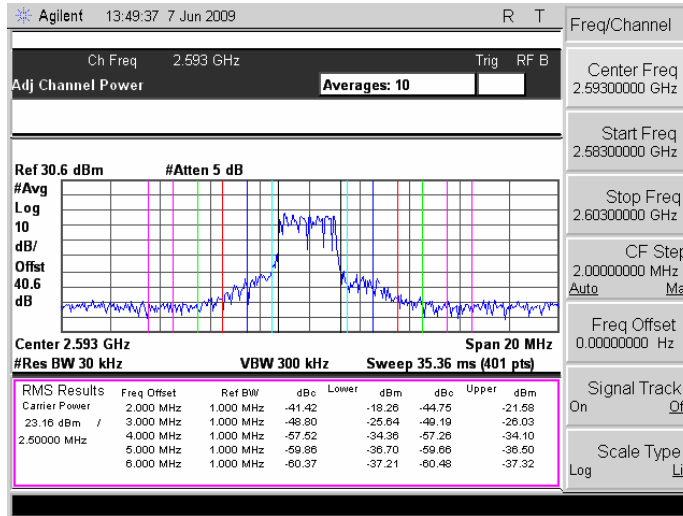 Agilent 13:49:37 7 Jun 2009 R T
Ch Freq 2.593 GHz Trig RF B
Adj Channel Power Averages: 10
Ref 30.6 dBm #Atten 5 dB
#Avg
Log
10
dB/
Offst
40.6
dB
Center 2.593 GHz Span 20 MHz
#Res BW 30 kHz VBW 300 kHz Sweep 35.36 ms (401 pts)
RMS Results Freq Offset Ref BW dBc Lower dBm dBc Upper dBm
Carrier Power 2.000 MHz 1.000 MHz -41.42 -18.26 -44.75 -21.58
23.16 dBm / 3.000 MHz 1.000 MHz -48.80 -25.64 -49.19 -26.03
2.50000 MHz 4.000 MHz 1.000 MHz -57.52 -34.36 -57.26 -34.10
5.000 MHz 1.000 MHz -59.86 -36.70 -59.66 -36.50
6.000 MHz 1.000 MHz -60.37 -37.21 -60.48 -37.32
Freq/Channel
Center Freq
2.59300000 GHz
Start Freq
2.58300000 GHz
Stop Freq
2.60300000 GHz
CF Step
2.00000000 MHz
Auto Ma
Freq Offset
0.00000000 Hz
Signal Track
On Of
Scale Type
Log Li